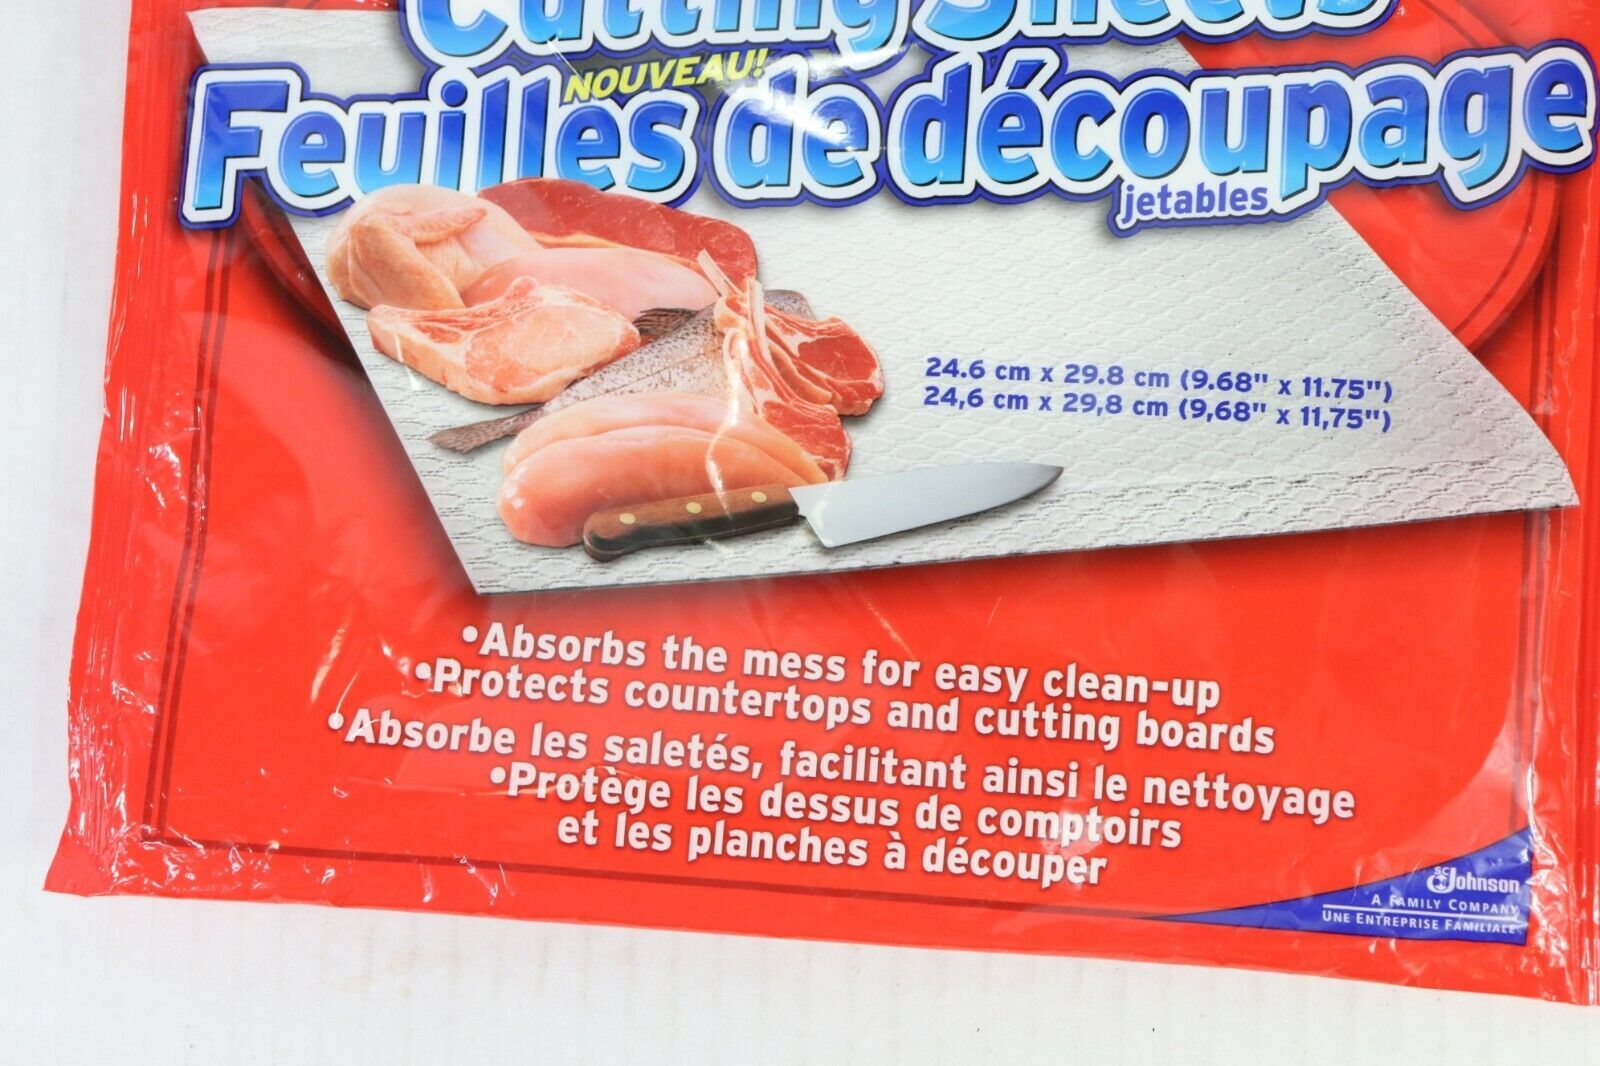 Cutting Sheets
NOUVEAU!
Feuilles de découpage
jetables
24.6 cm x 29.8 cm (9.68" x 11.75")
24,6 cm x 29,8 cm (9,68" x 11,75")
•Absorbs the mess for easy clean-up
•Protects countertops and cutting boards
•Absorbe les saletés, facilitant ainsi le nettoyage
•Protège les dessus de comptoirs
et les planches à découper
SC Johnson
A FAMILY COMPANY
UNE ENTREPRISE FAMILIALE